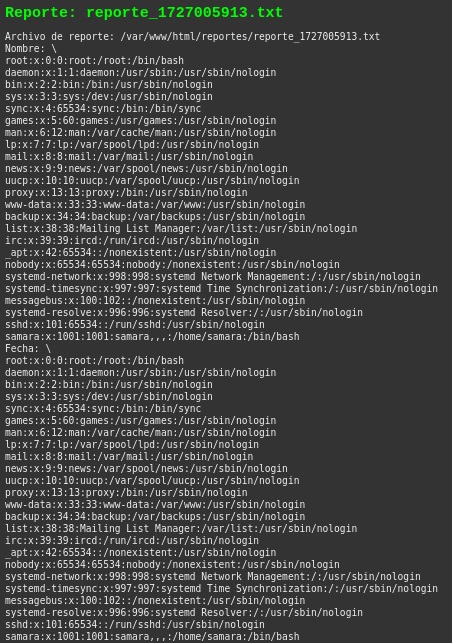 Reporte: reporte_1727005913.txt
Archivo de reporte: /var/www/html/reportes/reporte_1727005913.txt
Nombre: \
root:x:0:0:root:/root:/bin/bash
daemon:x:1:1:daemon:/usr/sbin:/usr/sbin/nologin
bin:x:2:2:bin:/bin:/usr/sbin/nologin
sys:x:3:3:sys:/dev:/usr/sbin/nologin
sync:x:4:65534:sync:/bin:/bin/sync
games:x:5:60:games:/usr/games:/usr/sbin/nologin
man:x:6:12:man:/var/cache/man:/usr/sbin/nologin
lp:x:7:7:lp:/var/spool/lpd:/usr/sbin/nologin
mail:x:8:8:mail:/var/mail:/usr/sbin/nologin
news:x:9:9:news:/var/spool/news:/usr/sbin/nologin
uucp:x:10:10:uucp:/var/spool/uucp:/usr/sbin/nologin
proxy:x:13:13:proxy:/bin:/usr/sbin/nologin
www-data:x:33:33:www-data:/var/www:/usr/sbin/nologin
backup:x:34:34:backup:/var/backups:/usr/sbin/nologin
list:x:38:38:Mailing List Manager:/var/list:/usr/sbin/nologin
irc:x:39:39:ircd:/run/ircd:/usr/sbin/nologin
_apt:x:42:65534::/nonexistent:/usr/sbin/nologin
nobody:x:65534:65534:nobody:/nonexistent:/usr/sbin/nologin
systemd-network:x:998:998:systemd Network Management:/:/usr/sbin/nologin
systemd-timesync:x:997:997:systemd Time Synchronization:/:/usr/sbin/nologin
messagebus:x:100:102::/nonexistent:/usr/sbin/nologin
systemd-resolve:x:996:996:systemd Resolver:/:/usr/sbin/nologin
sshd:x:101:65534::/run/sshd:/usr/sbin/nologin
samara:x:1001:1001:samara,,,:/home/samara:/bin/bash
Fecha: \
root:x:0:0:root:/root:/bin/bash
daemon:x:1:1:daemon:/usr/sbin:/usr/sbin/nologin
bin:x:2:2:bin:/bin:/usr/sbin/nologin
sys:x:3:3:sys:/dev:/usr/sbin/nologin
sync:x:4:65534:sync:/bin:/bin/sync
games:x:5:60:games:/usr/games:/usr/sbin/nologin
man:x:6:12:man:/var/cache/man:/usr/sbin/nologin
lp:x:7:7:lp:/var/spool/lpd:/usr/sbin/nologin
mail:x:8:8:mail:/var/mail:/usr/sbin/nologin
news:x:9:9:news:/var/spool/news:/usr/sbin/nologin
uucp:x:10:10:uucp:/var/spool/uucp:/usr/sbin/nologin
proxy:x:13:13:proxy:/bin:/usr/sbin/nologin
www-data:x:33:33:www-data:/var/www:/usr/sbin/nologin
backup:x:34:34:backup:/var/backups:/usr/sbin/nologin
list:x:38:38:Mailing List Manager:/var/list:/usr/sbin/nologin
irc:x:39:39:ircd:/run/ircd:/usr/sbin/nologin
_apt:x:42:65534::/nonexistent:/usr/sbin/nologin
nobody:x:65534:65534:nobody:/nonexistent:/usr/sbin/nologin
systemd-network:x:998:998:systemd Network Management:/:/usr/sbin/nologin
systemd-timesync:x:997:997:systemd Time Synchronization:/:/usr/sbin/nologin
messagebus:x:100:102::/nonexistent:/usr/sbin/nologin
systemd-resolve:x:996:996:systemd Resolver:/:/usr/sbin/nologin
sshd:x:101:65534::/run/sshd:/usr/sbin/nologin
samara:x:1001:1001:samara,,,:/home/samara:/bin/bash